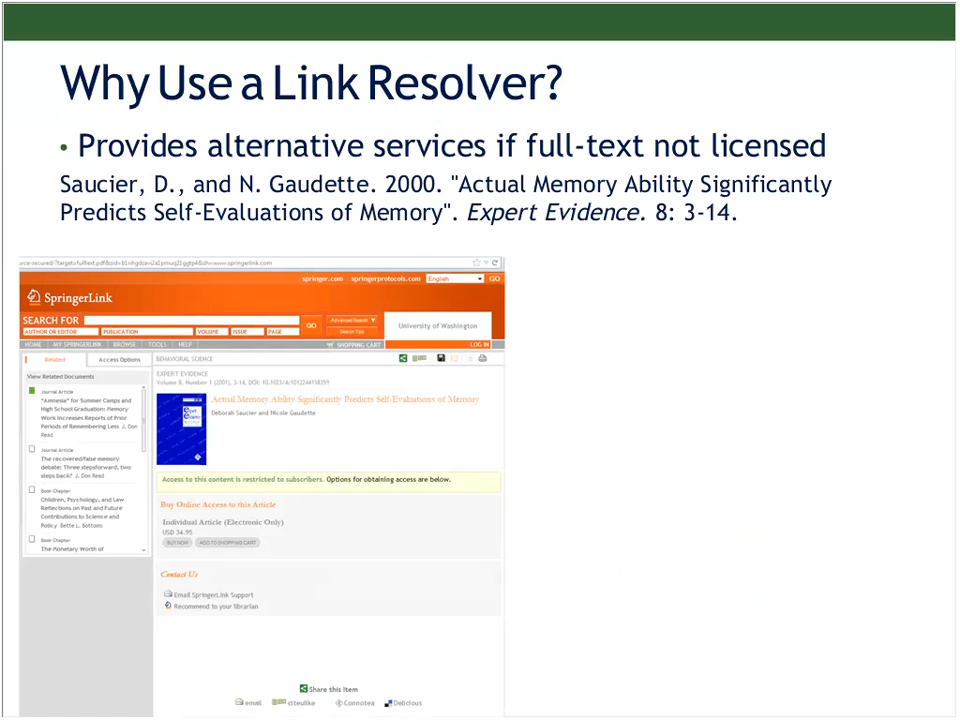 Why Use a Link Resolver?
• Provides alternative services if full-text not licensed
Saucier, D., and N. Gaudette. 2000. "Actual Memory Ability Significantly
Predicts Self-Evaluations of Memory". Expert Evidence. 8: 3-14.
springer.com springerprotocols.com English GO
SpringerLink
SEARCH FOR GO Advanced Search
AUTHOR OR EDITOR PUBLICATION VOLUME ISSUE PAGE Search Tips
University of Washington
HOME MY SPRINGERLINK BROWSE TOOLS HELP SHOPPING CART LOG IN
Related Access Options
View Related Documents
Journal Article
"Amnesia" for Summer Camps and
High School Graduation: Memory
Work Increases Reports of Prior
Periods of Remembering Less J. Don
Read
Journal Article
The recovered/false memory
debate: Three steps forward, two
steps back? J. Don Read
Book Chapter
Children, Psychology, and Law
Reflections on Past and Future
Contributions to Science and
Policy Bette L. Bottoms
Book Chapter
The Monetary Worth of
BEHAVIORAL SCIENCE
EXPERT EVIDENCE
Volume 8, Number 1 (2001), 3-14, DOI:
Actual Memory Ability Significantly Predicts Self-Evaluations of Memory
Deborah Saucier and Nicole Gaudette
Access to this content is restricted to subscribers. Options for obtaining access are below.
Buy Online Access to this Article
Individual Article (Electronic Only)
USD 34.95
BUY NOW ADD TO SHOPPING CART
Contact Us
Email SpringerLink Support
Recommend to your librarian
Share this Item
email citeulike Connotea Delicious